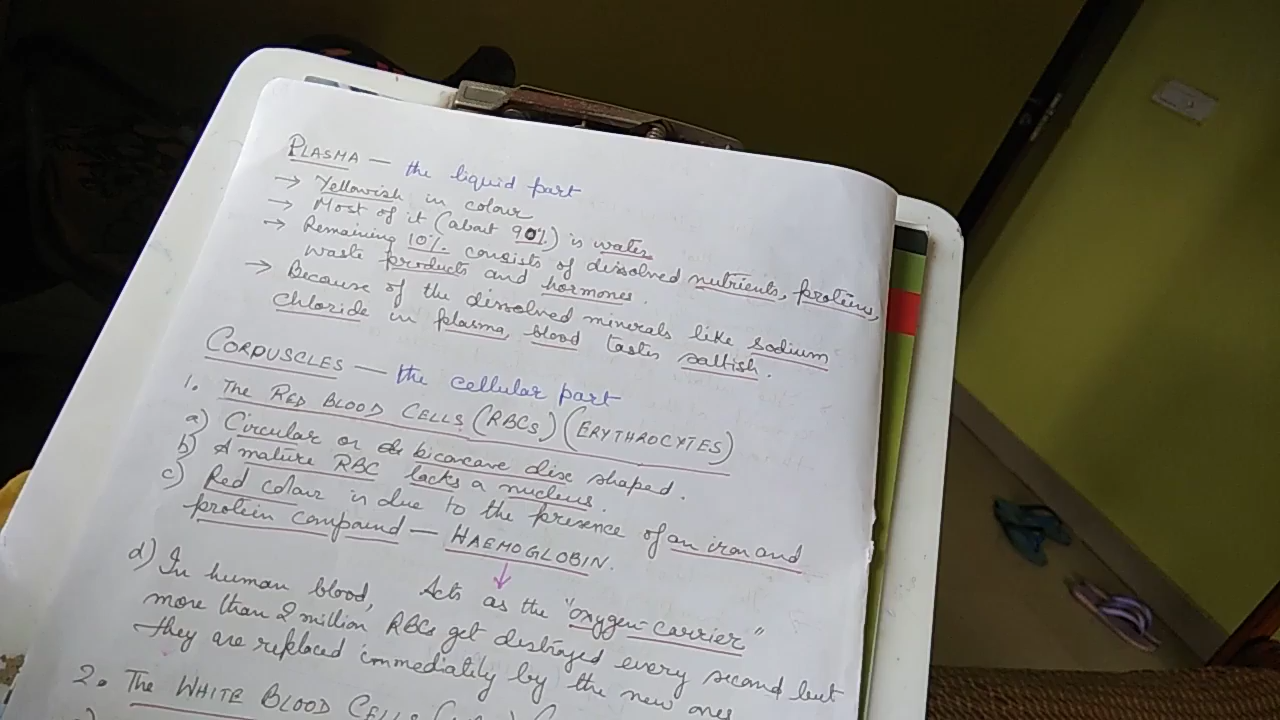 PLASMA — the liquid part
→ Yellowish in colour
→ Most of it (about 90%) is water
→ Remaining 10% consists of dissolved nutrients, proteins,
waste products and hormones.
→ Because of the dissolved minerals like sodium
chloride in plasma, blood tastes saltish.
CORPUSCLES — the cellular part
1. THE RED BLOOD CELLS (RBCs) (ERYTHROCYTES)
a) Circular or biconcave disc shaped.
b) A mature RBC lacks a nucleus.
c) Red colour is due to the presence of an iron and
protein compound — HAEMOGLOBIN.
↓
Acts as the "oxygen-carrier"
d) In human blood,
more than 2 million RBCs get destroyed every second but
they are replaced immediatily by the new ones
2. THE WHITE BLOOD CELLS